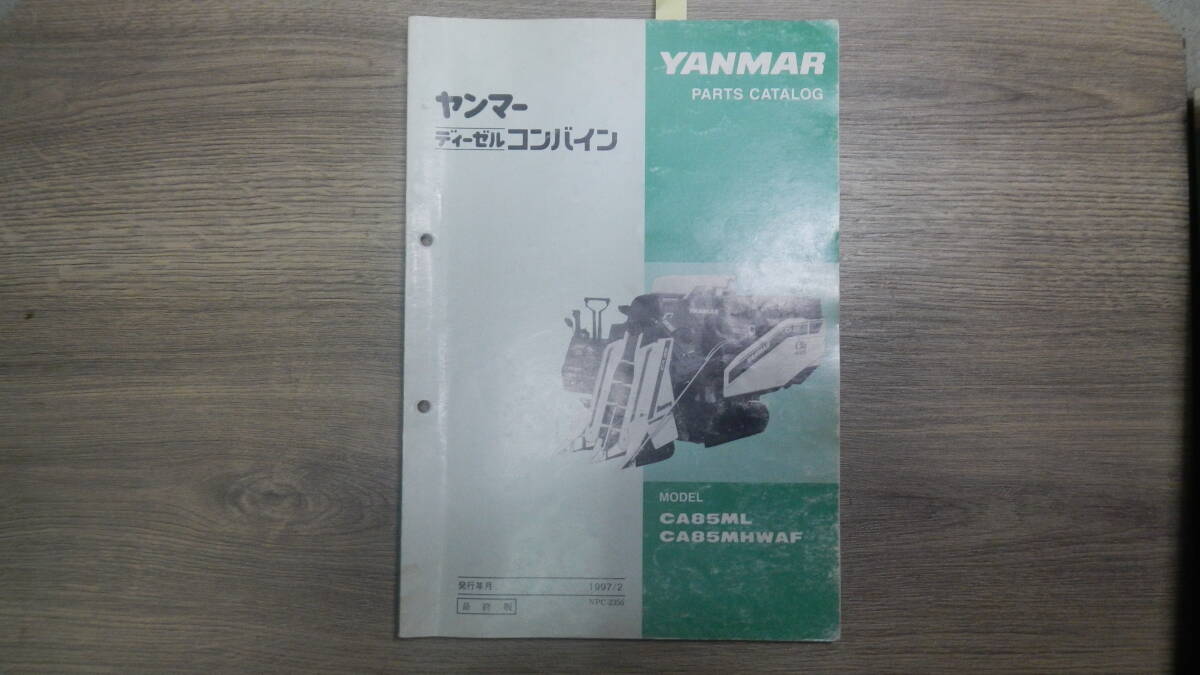 ヤンマー
ディーゼルコンバイン
YANMAR
PARTS CATALOG
YANMAR
MODEL
CA85ML
CA85MHWAF
発行年月 1997/2
最終版
NPC-2356